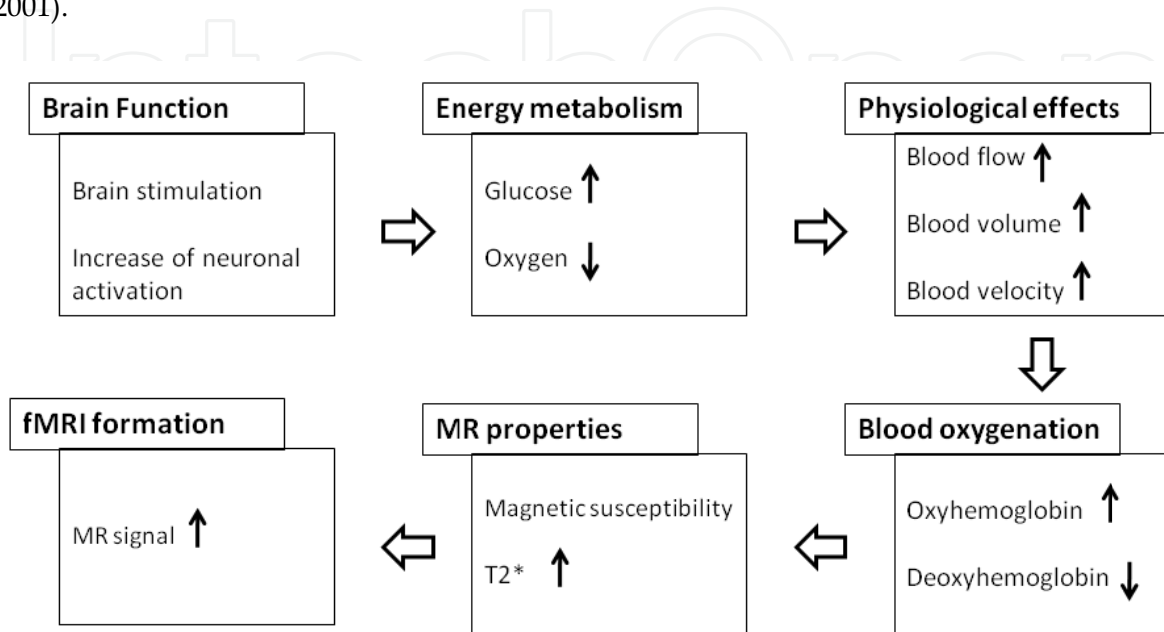 2001).
IntechOpen
Brain Function
Brain stimulation
Increase of neuronal
activation
Energy metabolism
Glucose ↑
Oxygen ↓
Physiological effects
Blood flow ↑
Blood volume ↑
Blood velocity ↑
Blood oxygenation
Oxyhemoglobin ↑
Deoxyhemoglobin ↓
MR properties
Magnetic susceptibility
T2* ↑
fMRI formation
MR signal ↑